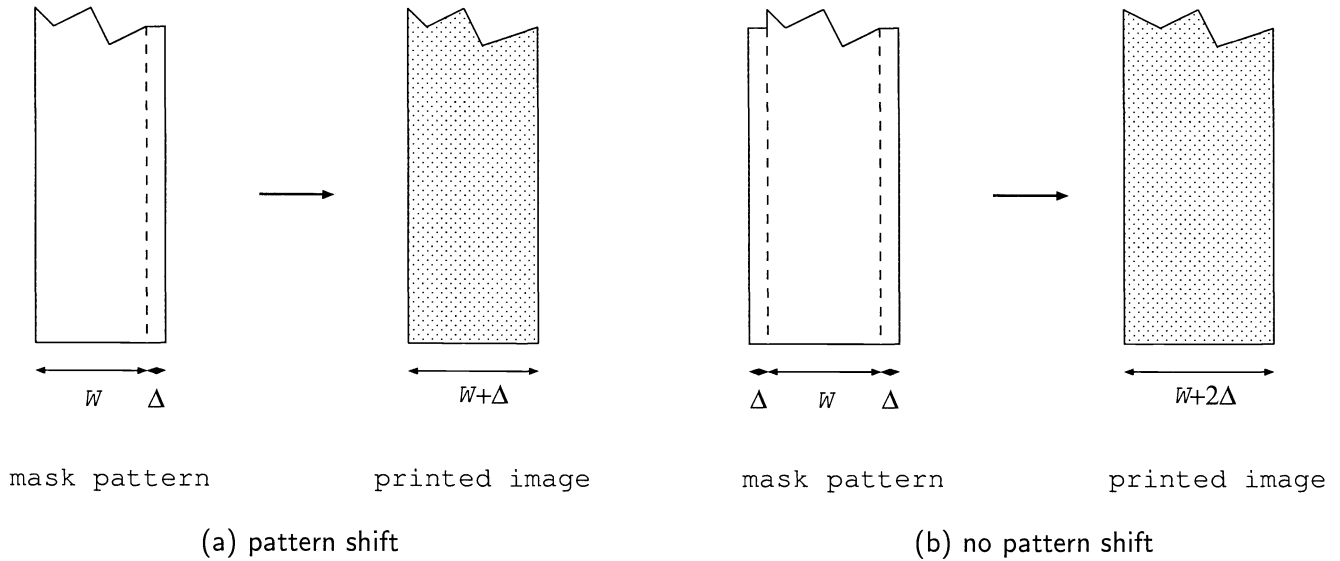 W Δ W+Δ Δ W Δ W+2Δ
mask pattern printed image mask pattern printed image
(a) pattern shift (b) no pattern shift